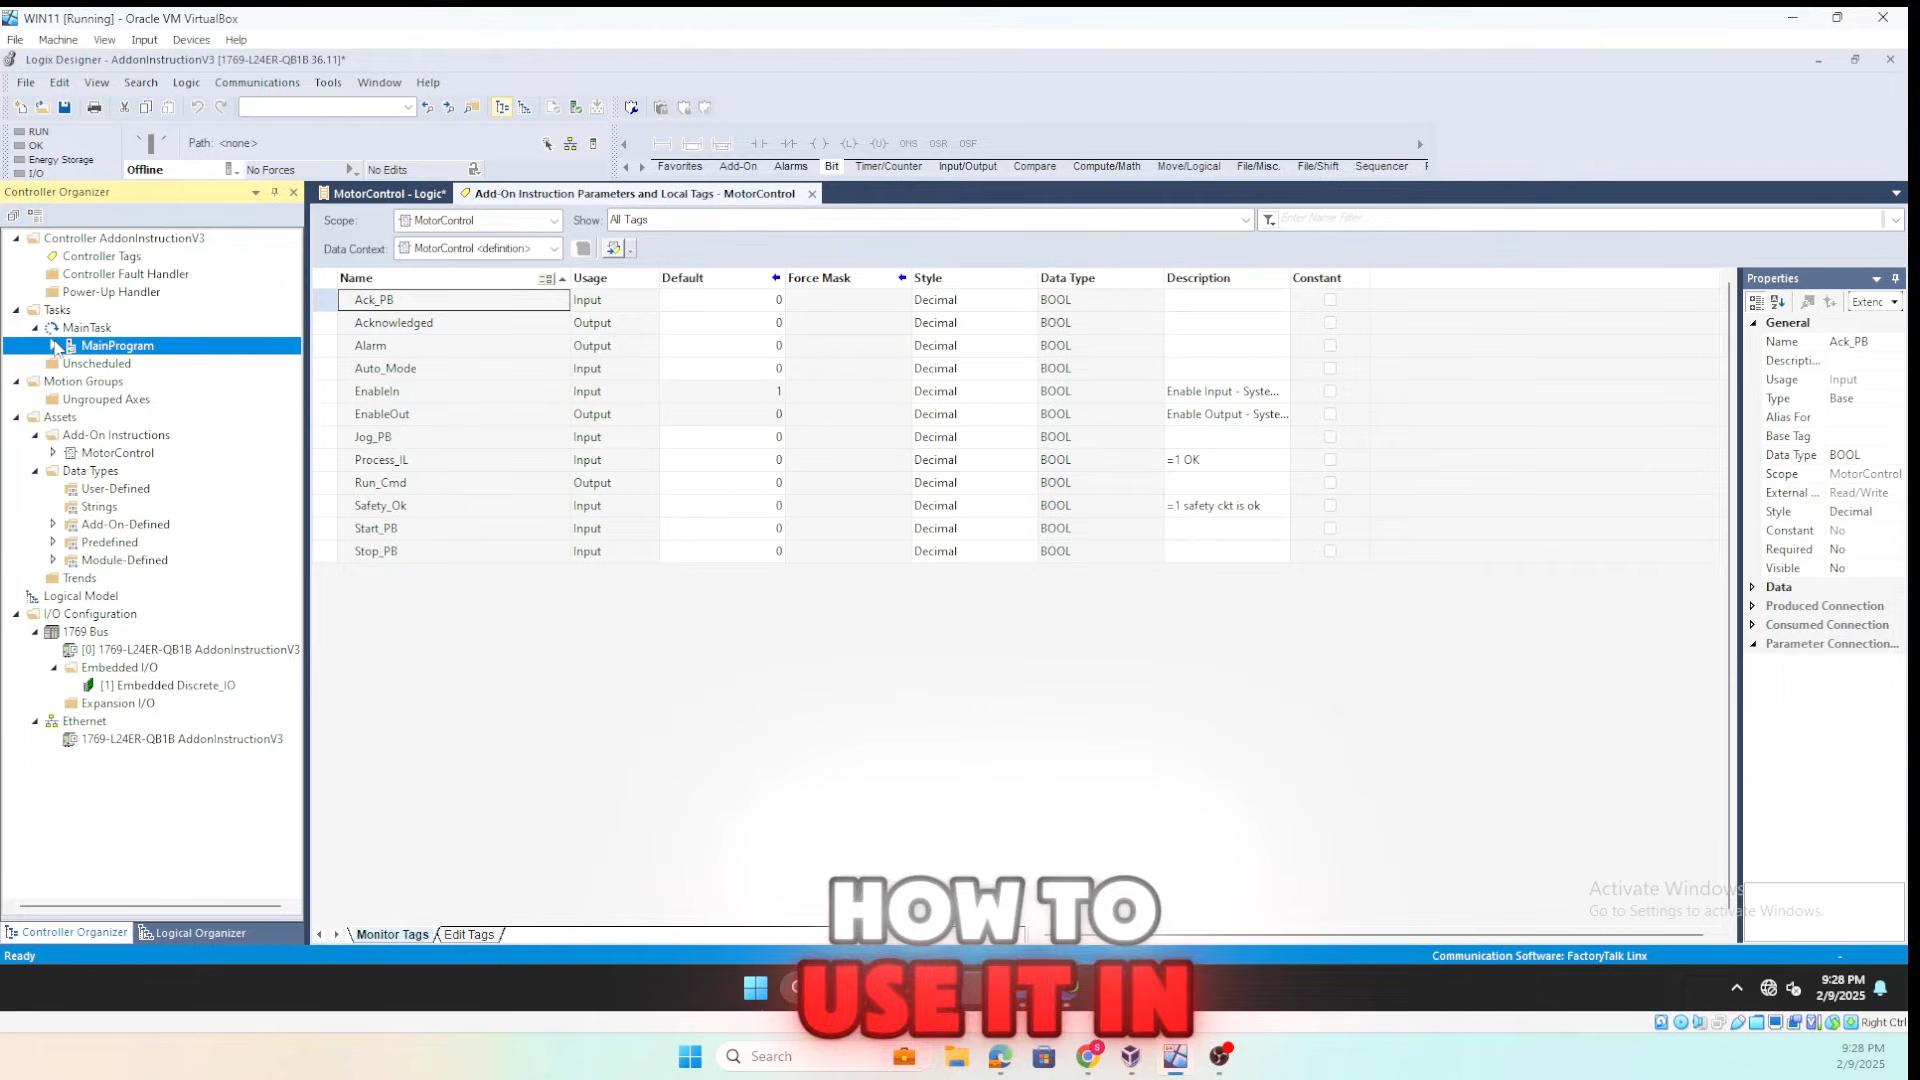 WIN11 [Running] - Oracle VM VirtualBox
File Machine View Input Devices Help
Logix Designer - AddonInstructionV3 [1769-L24ER-QB1B 36.11]*
File Edit View Search Logic Communications Tools Window Help
RUN
OK
Energy Storage
I/O
Path: <none>
Offline No Forces No Edits
Favorites Add-On Alarms Bit Timer/Counter Input/Output Compare Compute/Math Move/Logical File/Misc. File/Shift Sequencer
ONS OSR OSF
Controller Organizer
MotorControl - Logic*
Add-On Instruction Parameters and Local Tags - MotorControl
Scope: MotorControl Show: All Tags Enter Name Filter...
Data Context: MotorControl <definition>
Controller AddonInstructionV3
Controller Tags
Controller Fault Handler
Power-Up Handler
Tasks
MainTask
MainProgram
Unscheduled
Motion Groups
Ungrouped Axes
Assets
Add-On Instructions
MotorControl
Data Types
User-Defined
Strings
Add-On-Defined
Predefined
Module-Defined
Trends
Logical Model
I/O Configuration
1769 Bus
[0] 1769-L24ER-QB1B AddonInstructionV3
Embedded I/O
[1] Embedded Discrete_IO
Expansion I/O
Ethernet
1769-L24ER-QB1B AddonInstructionV3
Controller Organizer Logical Organizer
Name Usage Default Force Mask Style Data Type Description Constant
Ack_PB Input 0 Decimal BOOL
Acknowledged Output 0 Decimal BOOL
Alarm Output 0 Decimal BOOL
Auto_Mode Input 0 Decimal BOOL
EnableIn Input 1 Decimal BOOL Enable Input - Syste...
EnableOut Output 0 Decimal BOOL Enable Output - Syste...
Jog_PB Input 0 Decimal BOOL
Process_IL Input 0 Decimal BOOL =1 OK
Run_Cmd Output 0 Decimal BOOL
Safety_Ok Input 0 Decimal BOOL =1 safety ckt is ok
Start_PB Input 0 Decimal BOOL
Stop_PB Input 0 Decimal BOOL
Monitor Tags Edit Tags
Properties
Extenc
General
Name Ack_PB
Descripti...
Usage Input
Type Base
Alias For
Base Tag
Data Type BOOL
Scope MotorControl
External ... Read/Write
Style Decimal
Constant No
Required No
Visible No
Data
Produced Connection
Consumed Connection
Parameter Connection...
Activate Windows
Go to Settings to activate Windows.
HOW TO
USE IT IN
Ready
Communication Software: FactoryTalk Linx
9:28 PM
2/9/2025
Right Ctrl
Search
9:28 PM
2/9/2025